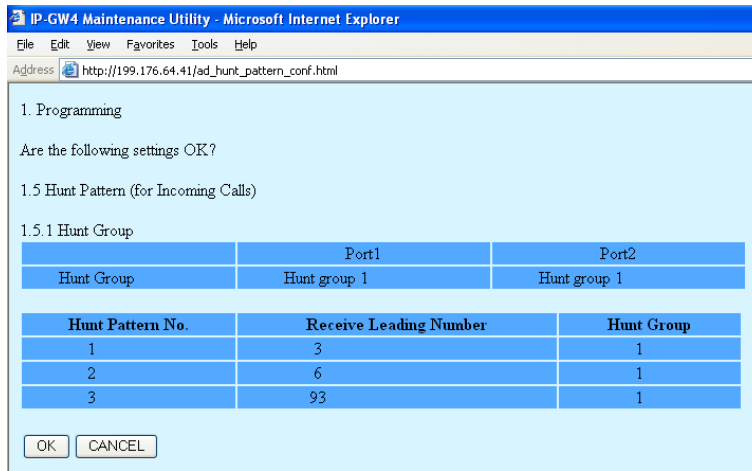 IP-GW4 Maintenance Utility - Microsoft Internet Explorer
File Edit View Favorites Tools Help
Address http://199.176.64.41/ad_hunt_pattern_conf.html
1. Programming
Are the following settings OK?
1.5 Hunt Pattern (for Incoming Calls)
1.5.1 Hunt Group
Port1 Port2
Hunt Group Hunt group 1 Hunt group 1
Hunt Pattern No. Receive Leading Number Hunt Group
1 3 1
2 6 1
3 93 1
OK CANCEL